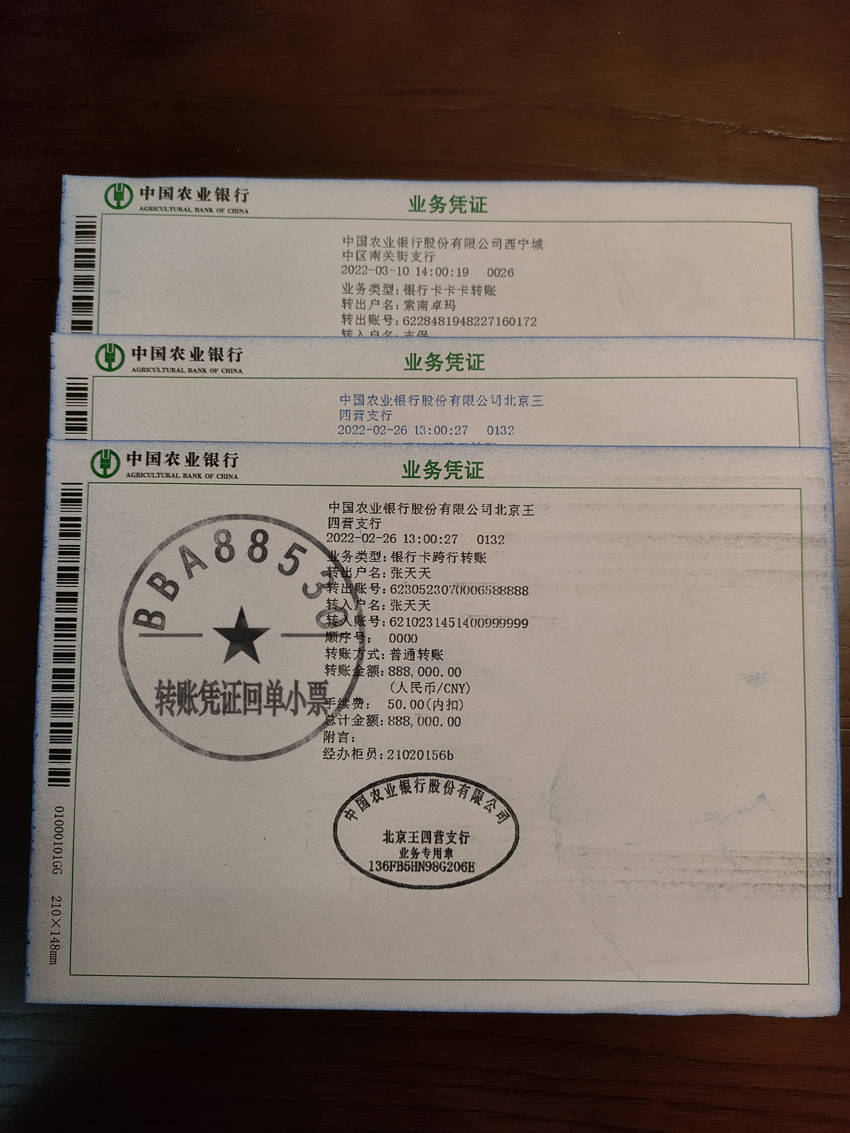 中国农业银行
AGRICULTURAL BANK OF CHINA
业务凭证
中国农业银行股份有限公司西宁城
中区南关街支行
2022-03-10 14:00:19 0026
业务类型:银行卡卡卡转账
转出户名:索南卓玛
转出账号:6228481948227160172
转入户名:
中国农业银行
AGRICULTURAL BANK OF CHINA
业务凭证
中国农业银行股份有限公司北京王
四营支行
2022-02-26 13:00:27 0132
中国农业银行
AGRICULTURAL BANK OF CHINA
业务凭证
中国农业银行股份有限公司北京王
四营支行
2022-02-26 13:00:27 0132
业务类型:银行卡跨行转账
转出户名:张天天
转出账号:6230523070006588888
转入户名:张天天
转入账号:6210231451400999999
顺序号: 0000
转账方式:普通转账
转账金额:888,000.00
(人民币/CNY)
手续费: 50.00(内扣)
总计金额:888,000.00
附言:
经办柜员:21020156b
BBA88530
转账凭证回单小票
中国农业银行股份有限公司
北京王四营支行
业务专用章
136FB5HN98G206E
01000101GG 210×148mm